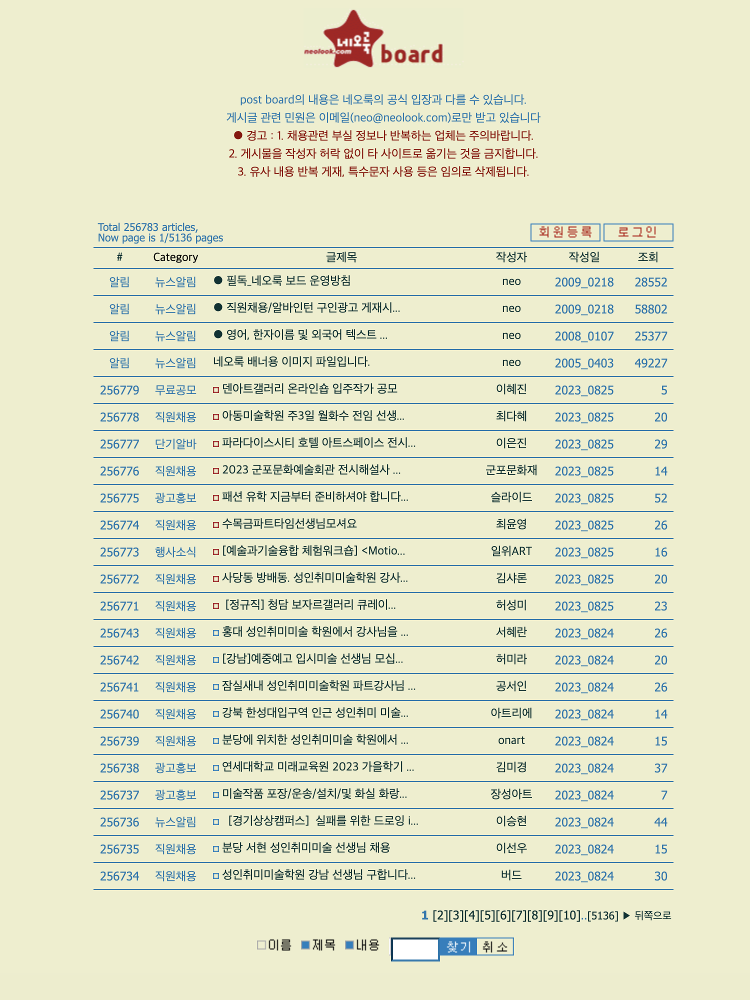 네오룩
neolook.com
board
post board의 내용은 네오룩의 공식 입장과 다를 수 있습니다.
게시글 관련 민원은 이메일(neo@neolook.com)로만 받고 있습니다
● 경고 : 1. 채용관련 부실 정보나 반복하는 업체는 주의바랍니다.
2. 게시물을 작성자 허락 없이 타 사이트로 옮기는 것을 금지합니다.
3. 유사 내용 반복 게재, 특수문자 사용 등은 임의로 삭제됩니다.
Total 256783 articles,
Now page is 1/5136 pages
회원등록 로그인
# Category 글제목 작성자 작성일 조회
알림 뉴스알림 ● 필독_네오룩 보드 운영방침 neo 2009_0218 28552
알림 뉴스알림 ● 직원채용/알바인턴 구인광고 게재시... neo 2009_0218 58802
알림 뉴스알림 ● 영어, 한자이름 및 외국어 텍스트 ... neo 2008_0107 25377
알림 뉴스알림 네오룩 배너용 이미지 파일입니다. neo 2005_0403 49227
256779 무료공모 덴아트갤러리 온라인숍 입주작가 공모 이혜진 2023_0825 5
256778 직원채용 아동미술학원 주3일 월화수 전임 선생... 최다혜 2023_0825 20
256777 단기알바 파라다이스시티 호텔 아트스페이스 전시... 이은진 2023_0825 29
256776 직원채용 2023 군포문화예술회관 전시해설사 ... 군포문화재 2023_0825 14
256775 광고홍보 패션 유학 지금부터 준비하셔야 합니다... 슬라이드 2023_0825 52
256774 직원채용 수목금파트타임선생님모셔요 최윤영 2023_0825 26
256773 행사소식 [예술과기술융합 체험워크숍] <Motio... 일위ART 2023_0825 16
256772 직원채용 사당동 방배동. 성인취미미술학원 강사... 김샤론 2023_0825 20
256771 직원채용 [정규직] 청담 보자르갤러리 큐레이... 허성미 2023_0825 23
256743 직원채용 홍대 성인취미미술 학원에서 강사님을 ... 서혜란 2023_0824 26
256742 직원채용 [강남]예중예고 입시미술 선생님 모십... 허미라 2023_0824 20
256741 직원채용 잠실새내 성인취미미술학원 파트강사님 ... 공서인 2023_0824 26
256740 직원채용 강북 한성대입구역 인근 성인취미 미술... 아트리에 2023_0824 14
256739 직원채용 분당에 위치한 성인취미미술 학원에서 ... onart 2023_0824 15
256738 광고홍보 연세대학교 미래교육원 2023 가을학기 ... 김미경 2023_0824 37
256737 광고홍보 미술작품 포장/운송/설치/및 화실 화랑... 장성아트 2023_0824 7
256736 뉴스알림 [경기상상캠퍼스] 실패를 위한 드로잉 i... 이승현 2023_0824 44
256735 직원채용 분당 서현 성인취미미술 선생님 채용 이선우 2023_0824 15
256734 직원채용 성인취미미술학원 강남 선생님 구합니다... 버드 2023_0824 30
1 [2][3][4][5][6][7][8][9][10]..[5136] ▶ 뒤쪽으로
이름 제목 내용 찾기 취소